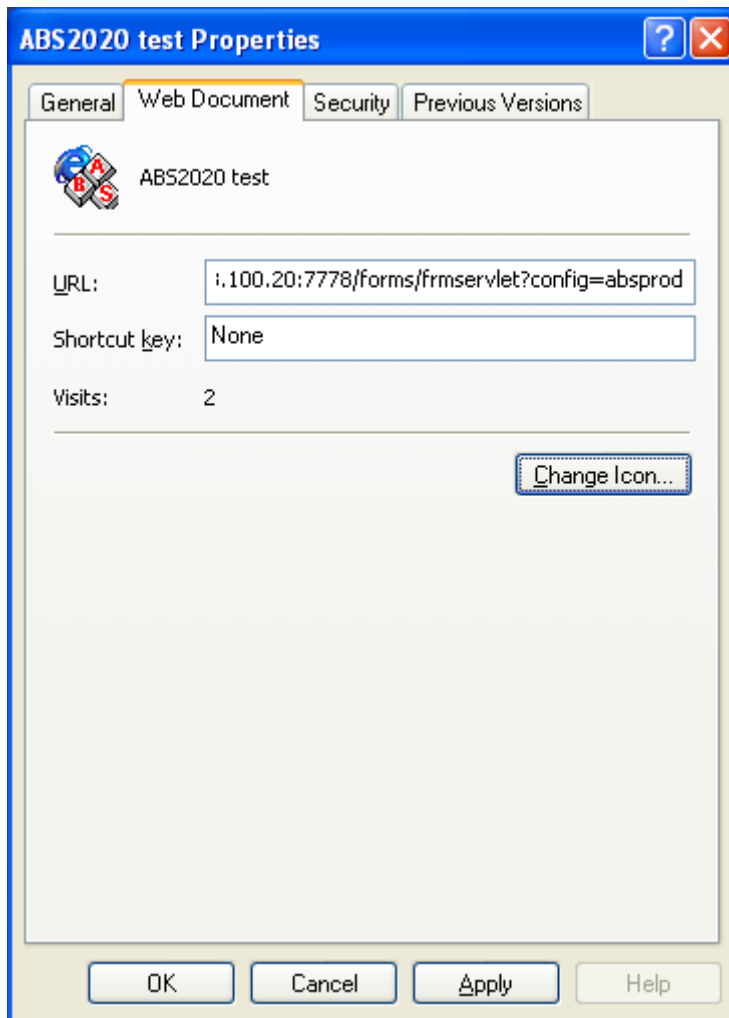 ABS2020 test Properties
General Web Document Security Previous Versions
ABS2020 test
URL: .100.20:7778/forms/frmservlet?config=absprod
Shortcut key: None
Visits: 2
Change Icon...
OK Cancel Apply Help